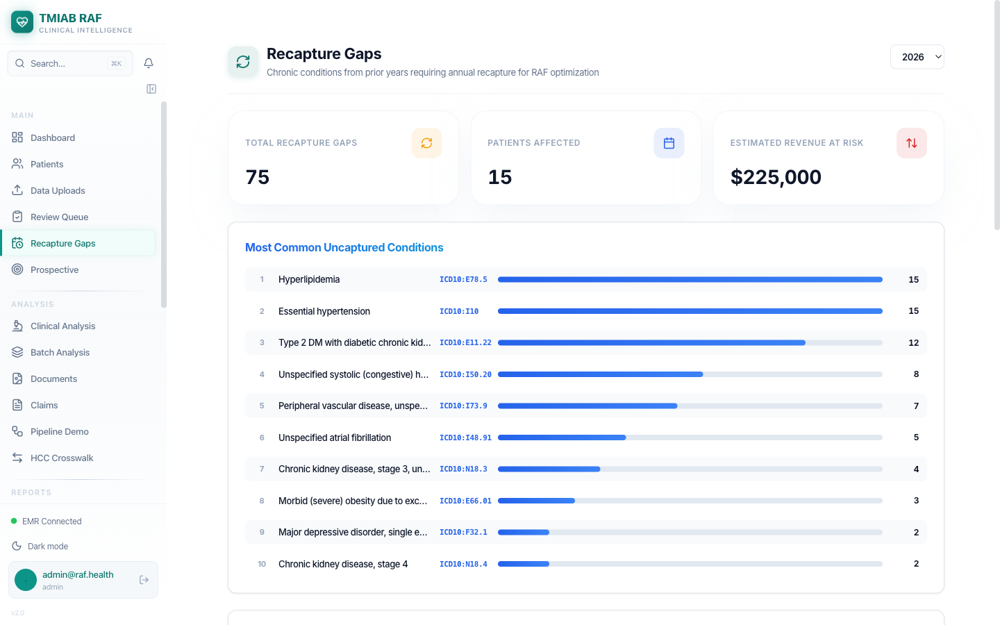 TMIAB RAF
CLINICAL INTELLIGENCE
Search...
⌘K
MAIN
Dashboard
Patients
Data Uploads
Review Queue
Recapture Gaps
Prospective
ANALYSIS
Clinical Analysis
Batch Analysis
Documents
Claims
Pipeline Demo
HCC Crosswalk
REPORTS
EMR Connected
Dark mode
admin@raf.health
admin
v2.0
Recapture Gaps
Chronic conditions from prior years requiring annual recapture for RAF optimization
2026
TOTAL RECAPTURE GAPS
75
PATIENTS AFFECTED
15
ESTIMATED REVENUE AT RISK
$225,000
Most Common Uncaptured Conditions
1 Hyperlipidemia ICD10:E78.5 15
2 Essential hypertension ICD10:I10 15
3 Type 2 DM with diabetic chronic kid... ICD10:E11.22 12
4 Unspecified systolic (congestive) h... ICD10:I50.20 8
5 Peripheral vascular disease, unspe... ICD10:I73.9 7
6 Unspecified atrial fibrillation ICD10:I48.91 5
7 Chronic kidney disease, stage 3, un... ICD10:N18.3 4
8 Morbid (severe) obesity due to exc... ICD10:E66.01 3
9 Major depressive disorder, single e... ICD10:F32.1 2
10 Chronic kidney disease, stage 4 ICD10:N18.4 2